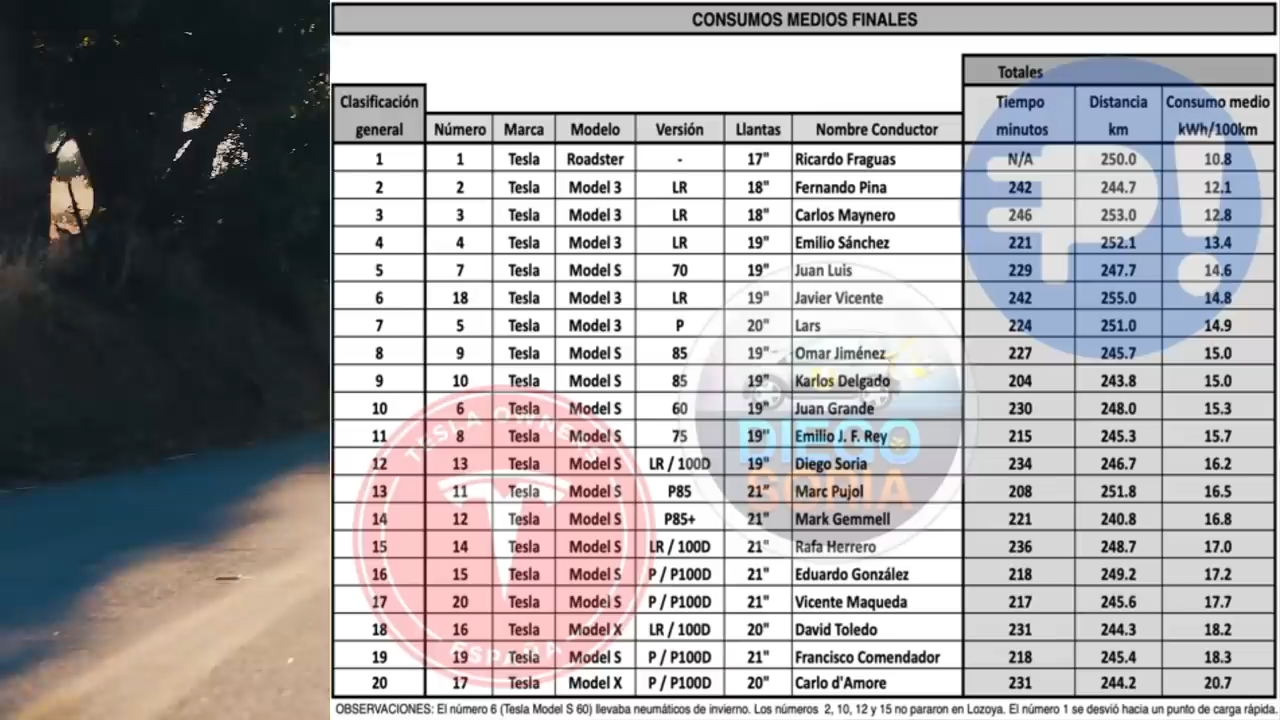 CONSUMOS MEDIOS FINALES
Totales
Clasificación general Número Marca Modelo Versión Llantas Nombre Conductor Tiempo minutos Distancia km Consumo medio kWh/100km
1 1 Tesla Roadster - 17" Ricardo Fraguas N/A 250.0 10.8
2 2 Tesla Model 3 LR 18" Fernando Pina 242 244.7 12.1
3 3 Tesla Model 3 LR 18" Carlos Maynero 246 253.0 12.8
4 4 Tesla Model 3 LR 19" Emilio Sánchez 221 252.1 13.4
5 7 Tesla Model S 70 19" Juan Luis 229 247.7 14.6
6 18 Tesla Model 3 LR 19" Javier Vicente 242 255.0 14.8
7 5 Tesla Model 3 P 20" Lars 224 251.0 14.9
8 9 Tesla Model S 85 19" Omar Jiménez 227 245.7 15.0
9 10 Tesla Model S 85 19" Karlos Delgado 204 243.8 15.0
10 6 Tesla Model S 60 19" Juan Grande 230 248.0 15.3
11 8 Tesla Model S 75 19" Emilio J. F. Rey 215 245.3 15.7
12 13 Tesla Model S LR / 100D 19" Diego Soria 234 246.7 16.2
13 11 Tesla Model S P85 21" Marc Pujol 208 251.8 16.5
14 12 Tesla Model S P85+ 21" Mark Gemmell 221 240.8 16.8
15 14 Tesla Model S LR / 100D 21" Rafa Herrero 236 248.7 17.0
16 15 Tesla Model S P / P100D 21" Eduardo González 218 249.2 17.2
17 20 Tesla Model S P / P100D 21" Vicente Maqueda 217 245.6 17.7
18 16 Tesla Model X LR / 100D 20" David Toledo 231 244.3 18.2
19 19 Tesla Model S P / P100D 21" Francisco Comendador 218 245.4 18.3
20 17 Tesla Model X P / P100D 20" Carlo d'Amore 231 244.2 20.7
OBSERVACIONES: El número 6 (Tesla Model S 60) llevaba neumáticos de invierno. Los números 2, 10, 12 y 15 no pararon en Lozoya. El número 1 se desvió hacia un punto de carga rápida.
TESLA OWNERS
ESPAÑA
DIEGO
SORIA
P!